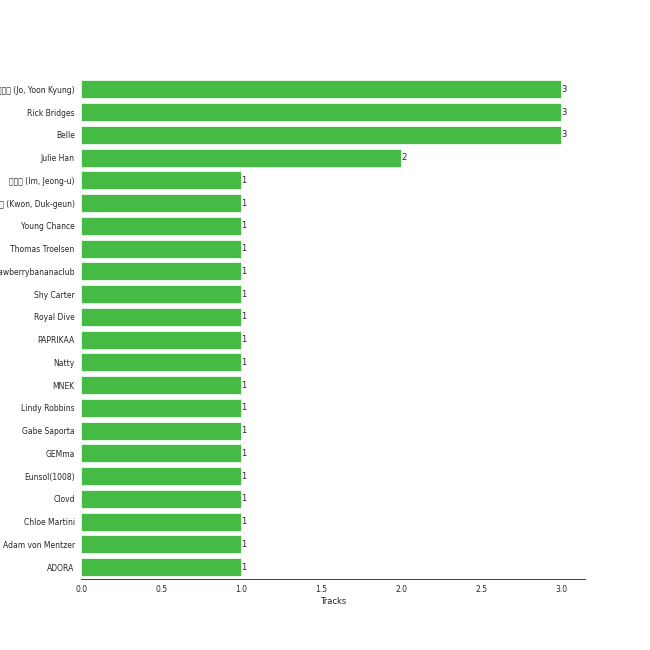 (Jo, Yoon Kyung) 3
Rick Bridges 3
Belle 3
Julie Han 2
(Im, Jeong-u) 1
(Kwon, Duk-geun) 1
Young Chance 1
Thomas Troelsen 1
awberrybananaclub 1
Shy Carter 1
Royal Dive 1
PAPRIKAA 1
Natty 1
MNEK 1
Lindy Robbins 1
Gabe Saporta 1
GEMma 1
Eunsol(1008) 1
Clovd 1
Chloe Martini 1
Adam von Mentzer 1
ADORA 1
0.0 0.5 1.0 1.5 2.0 2.5 3.0
Tracks